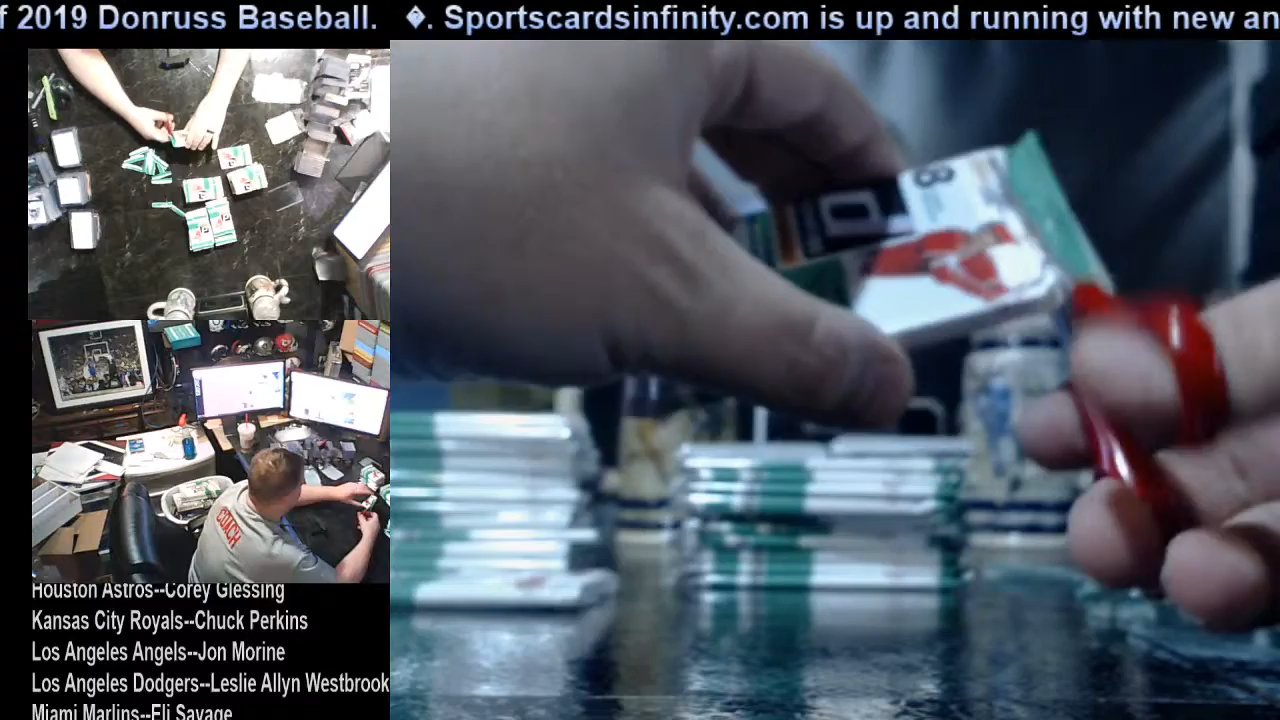 f 2019 Donruss Baseball. �. Sportscardsinfinity.com is up and running with new an
COACH
Houston Astros--Corey Glessing
Kansas City Royals--Chuck Perkins
Los Angeles Angels--Jon Morine
Los Angeles Dodgers--Leslie Allyn Westbrook
Miami Marlins--Eli Savage